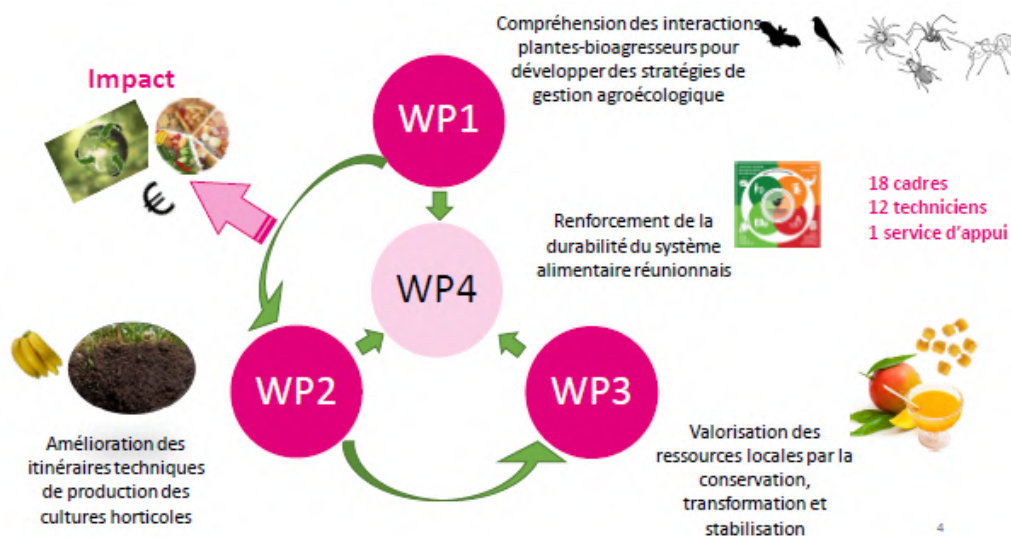 Compréhension des interactions
plantes-bioagresseurs pour
développer des stratégies de
gestion agroécologique
Impact
WP1
18 cadres
12 techniciens
1 service d'appui
Renforcement de la
durabilité du système
alimentaire réunionnais
WP4
WP2
WP3
Amélioration des
itinéraires techniques
de production des
cultures horticoles
Valorisation des
ressources locales par la
conservation,
transformation et
stabilisation
4